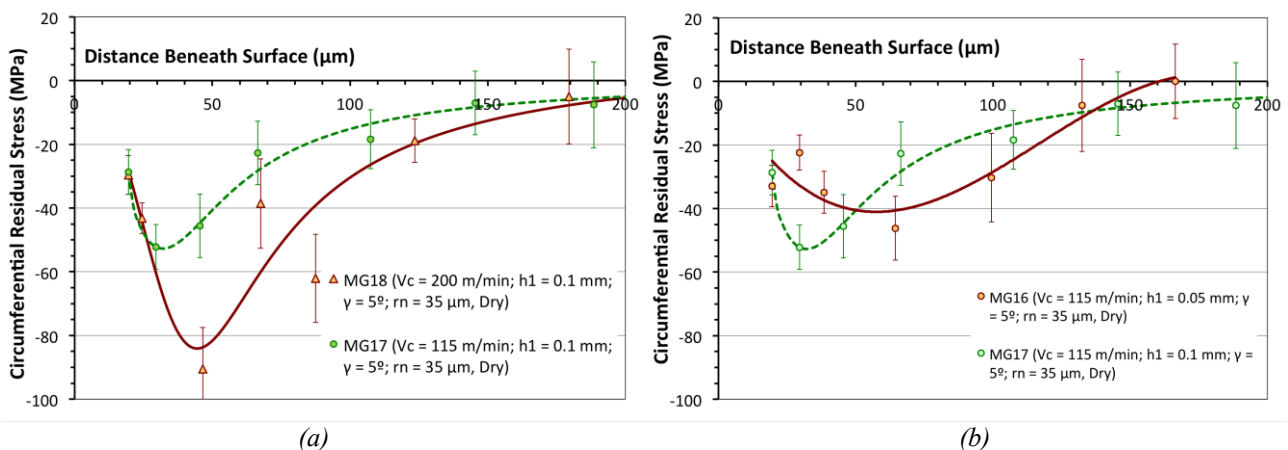 20
0
-20
-40
-60
-80
-100
Circumferential Residual Stress (MPa)
Distance Beneath Surface (µm)
0
50
100
150
200
MG18 (Vc = 200 m/min; h1 = 0.1 mm;
γ = 5º; rn = 35 µm, Dry)
MG17 (Vc = 115 m/min; h1 = 0.1 mm;
γ = 5º; rn = 35 µm, Dry)
(a)
20
0
-20
-40
-60
-80
-100
Circumferential Residual Stress (MPa)
Distance Beneath Surface (µm)
0
50
100
150
200
MG16 (Vc = 115 m/min; h1 = 0.05 mm; γ
= 5º; rn = 35 µm, Dry)
MG17 (Vc = 115 m/min; h1 = 0.1 mm; γ =
5º; rn = 35 µm, Dry)
(b)